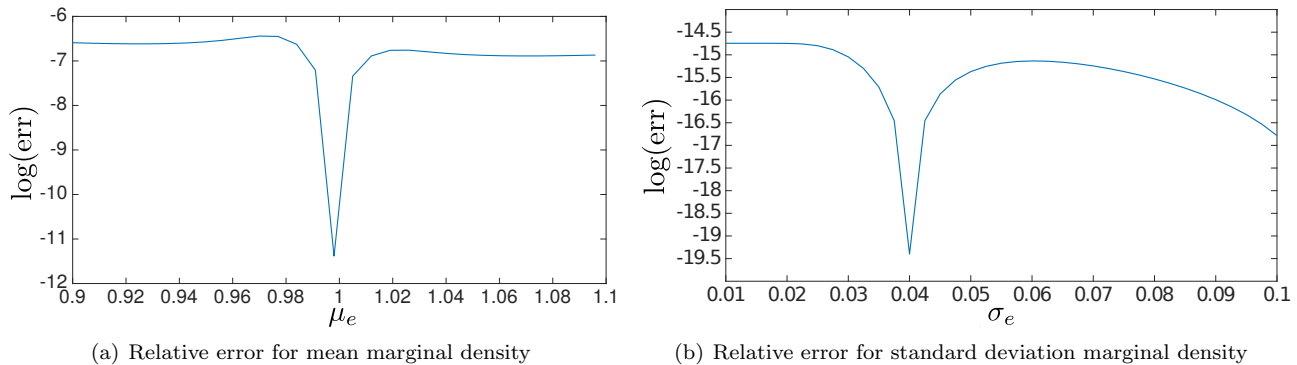 -6
-7
-8
-9
-10
-11
-12
log(err)
0.9 0.92 0.94 0.96 0.98 1 1.02 1.04 1.06 1.08 1.1
μ_e
(a) Relative error for mean marginal density
-14.5
-15
-15.5
-16
-16.5
-17
-17.5
-18
-18.5
-19
-19.5
log(err)
0.01 0.02 0.03 0.04 0.05 0.06 0.07 0.08 0.09 0.1
σ_e
(b) Relative error for standard deviation marginal density